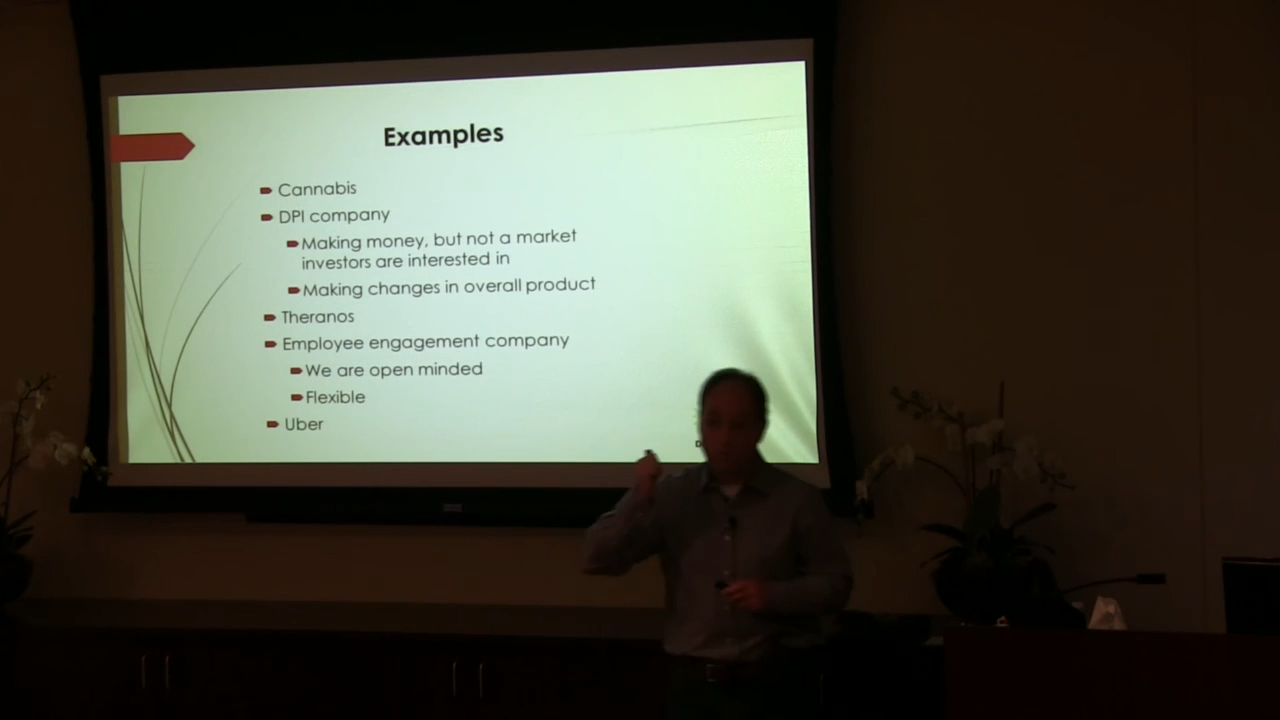 Examples
Cannabis
DPI company
Making money, but not a market
investors are interested in
Making changes in overall product
Theranos
Employee engagement company
We are open minded
Flexible
Uber